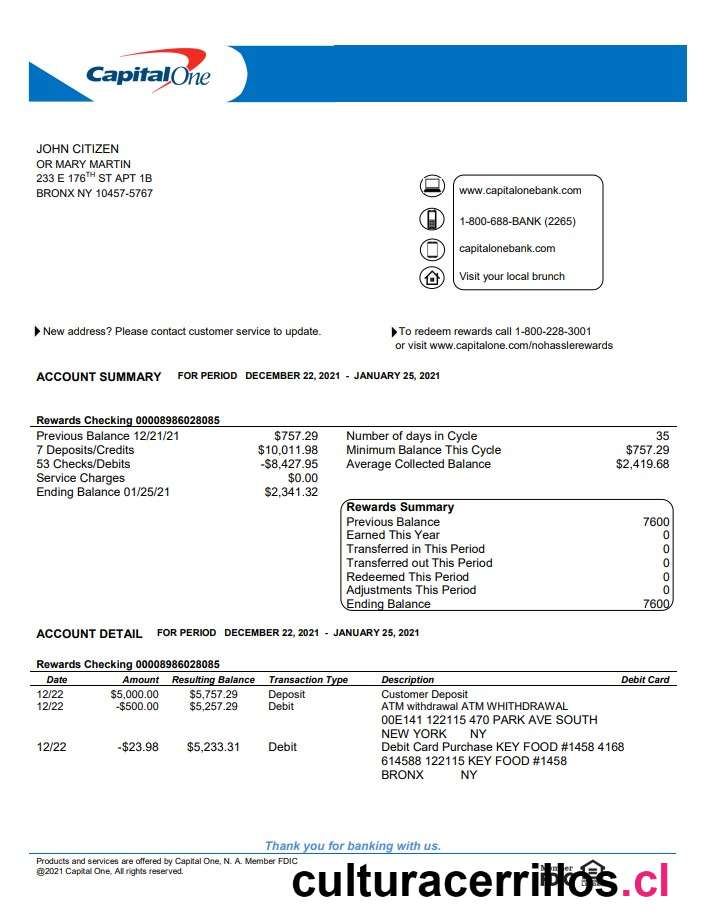 CapitalOne
JOHN CITIZEN
OR MARY MARTIN
233 E 176TH ST APT 1B
BRONX NY 10457-5767
www.capitalonebank.com
1-800-688-BANK (2265)
capitalonebank.com
Visit your local brunch
New address? Please contact customer service to update.
To redeem rewards call 1-800-228-3001
or visit www.capitalone.com/nohasslerewards
ACCOUNT SUMMARY FOR PERIOD DECEMBER 22, 2021 - JANUARY 25, 2021
Rewards Checking 00008986028085
Previous Balance 12/21/21 $757.29 Number of days in Cycle 35
7 Deposits/Credits $10,011.98 Minimum Balance This Cycle $757.29
53 Checks/Debits -$8,427.95 Average Collected Balance $2,419.68
Service Charges $0.00
Ending Balance 01/25/21 $2,341.32
Rewards Summary
Previous Balance 7600
Earned This Year 0
Transferred in This Period 0
Transferred out This Period 0
Redeemed This Period 0
Adjustments This Period 0
Ending Balance 7600
ACCOUNT DETAIL FOR PERIOD DECEMBER 22, 2021 - JANUARY 25, 2021
Rewards Checking 00008986028085
Date Amount Resulting Balance Transaction Type Description Debit Card
12/22 $5,000.00 $5,757.29 Deposit Customer Deposit
12/22 -$500.00 $5,257.29 Debit ATM withdrawal ATM WHITHDRAWAL
00E141 122115 470 PARK AVE SOUTH
NEW YORK NY
12/22 -$23.98 $5,233.31 Debit Debit Card Purchase KEY FOOD #1458 4168
614588 122115 KEY FOOD #1458
BRONX NY
Thank you for banking with us.
Products and services are offered by Capital One, N. A. Member FDIC
@2021 Capital One, All rights reserved.
culturacerrillos.cl